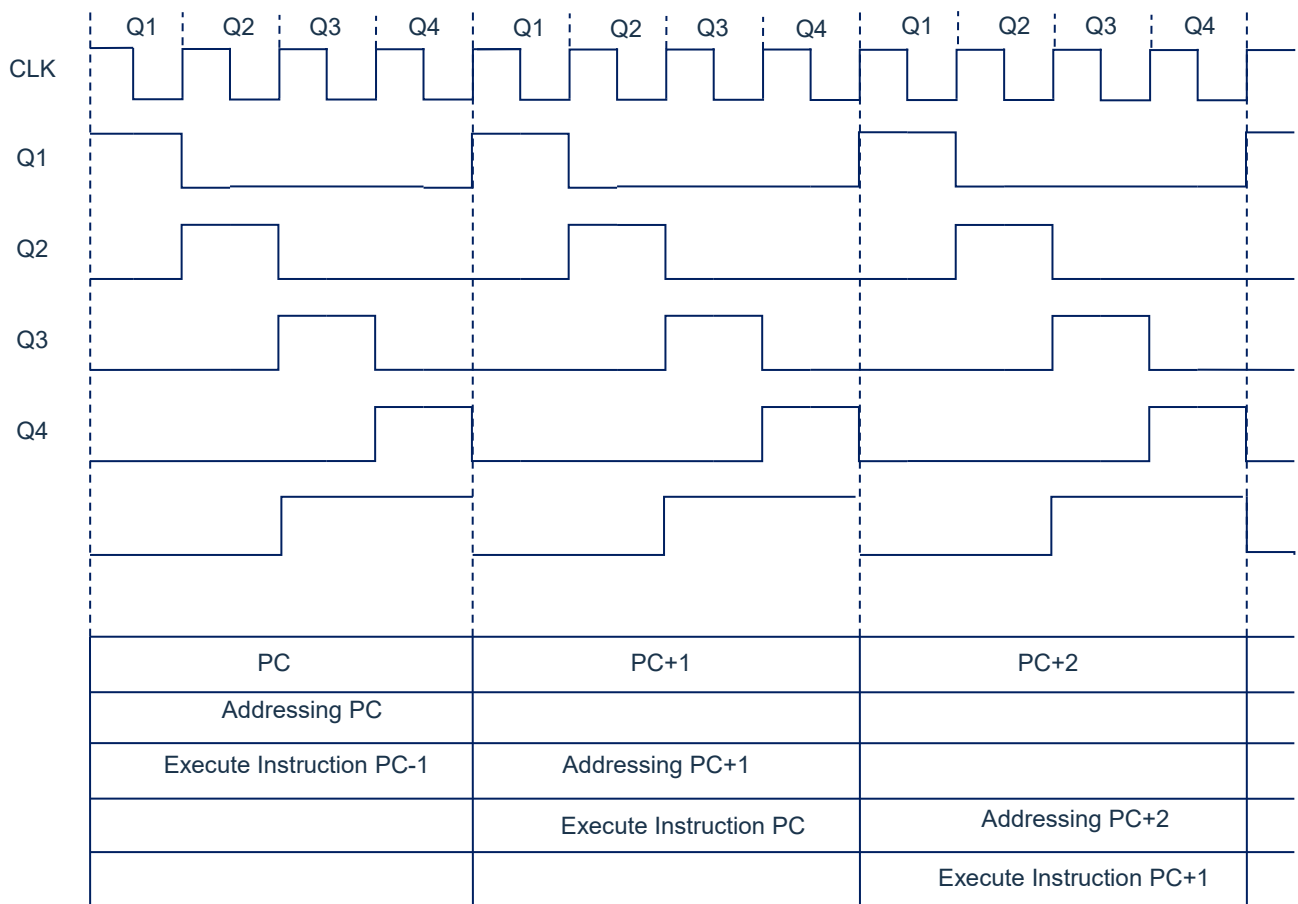 Q1 Q2 Q3 Q4 Q1 Q2 Q3 Q4 Q1 Q2 Q3 Q4
CLK
Q1
Q2
Q3
Q4
PC PC+1 PC+2
Addressing PC
Execute Instruction PC-1 Addressing PC+1
Execute Instruction PC Addressing PC+2
Execute Instruction PC+1